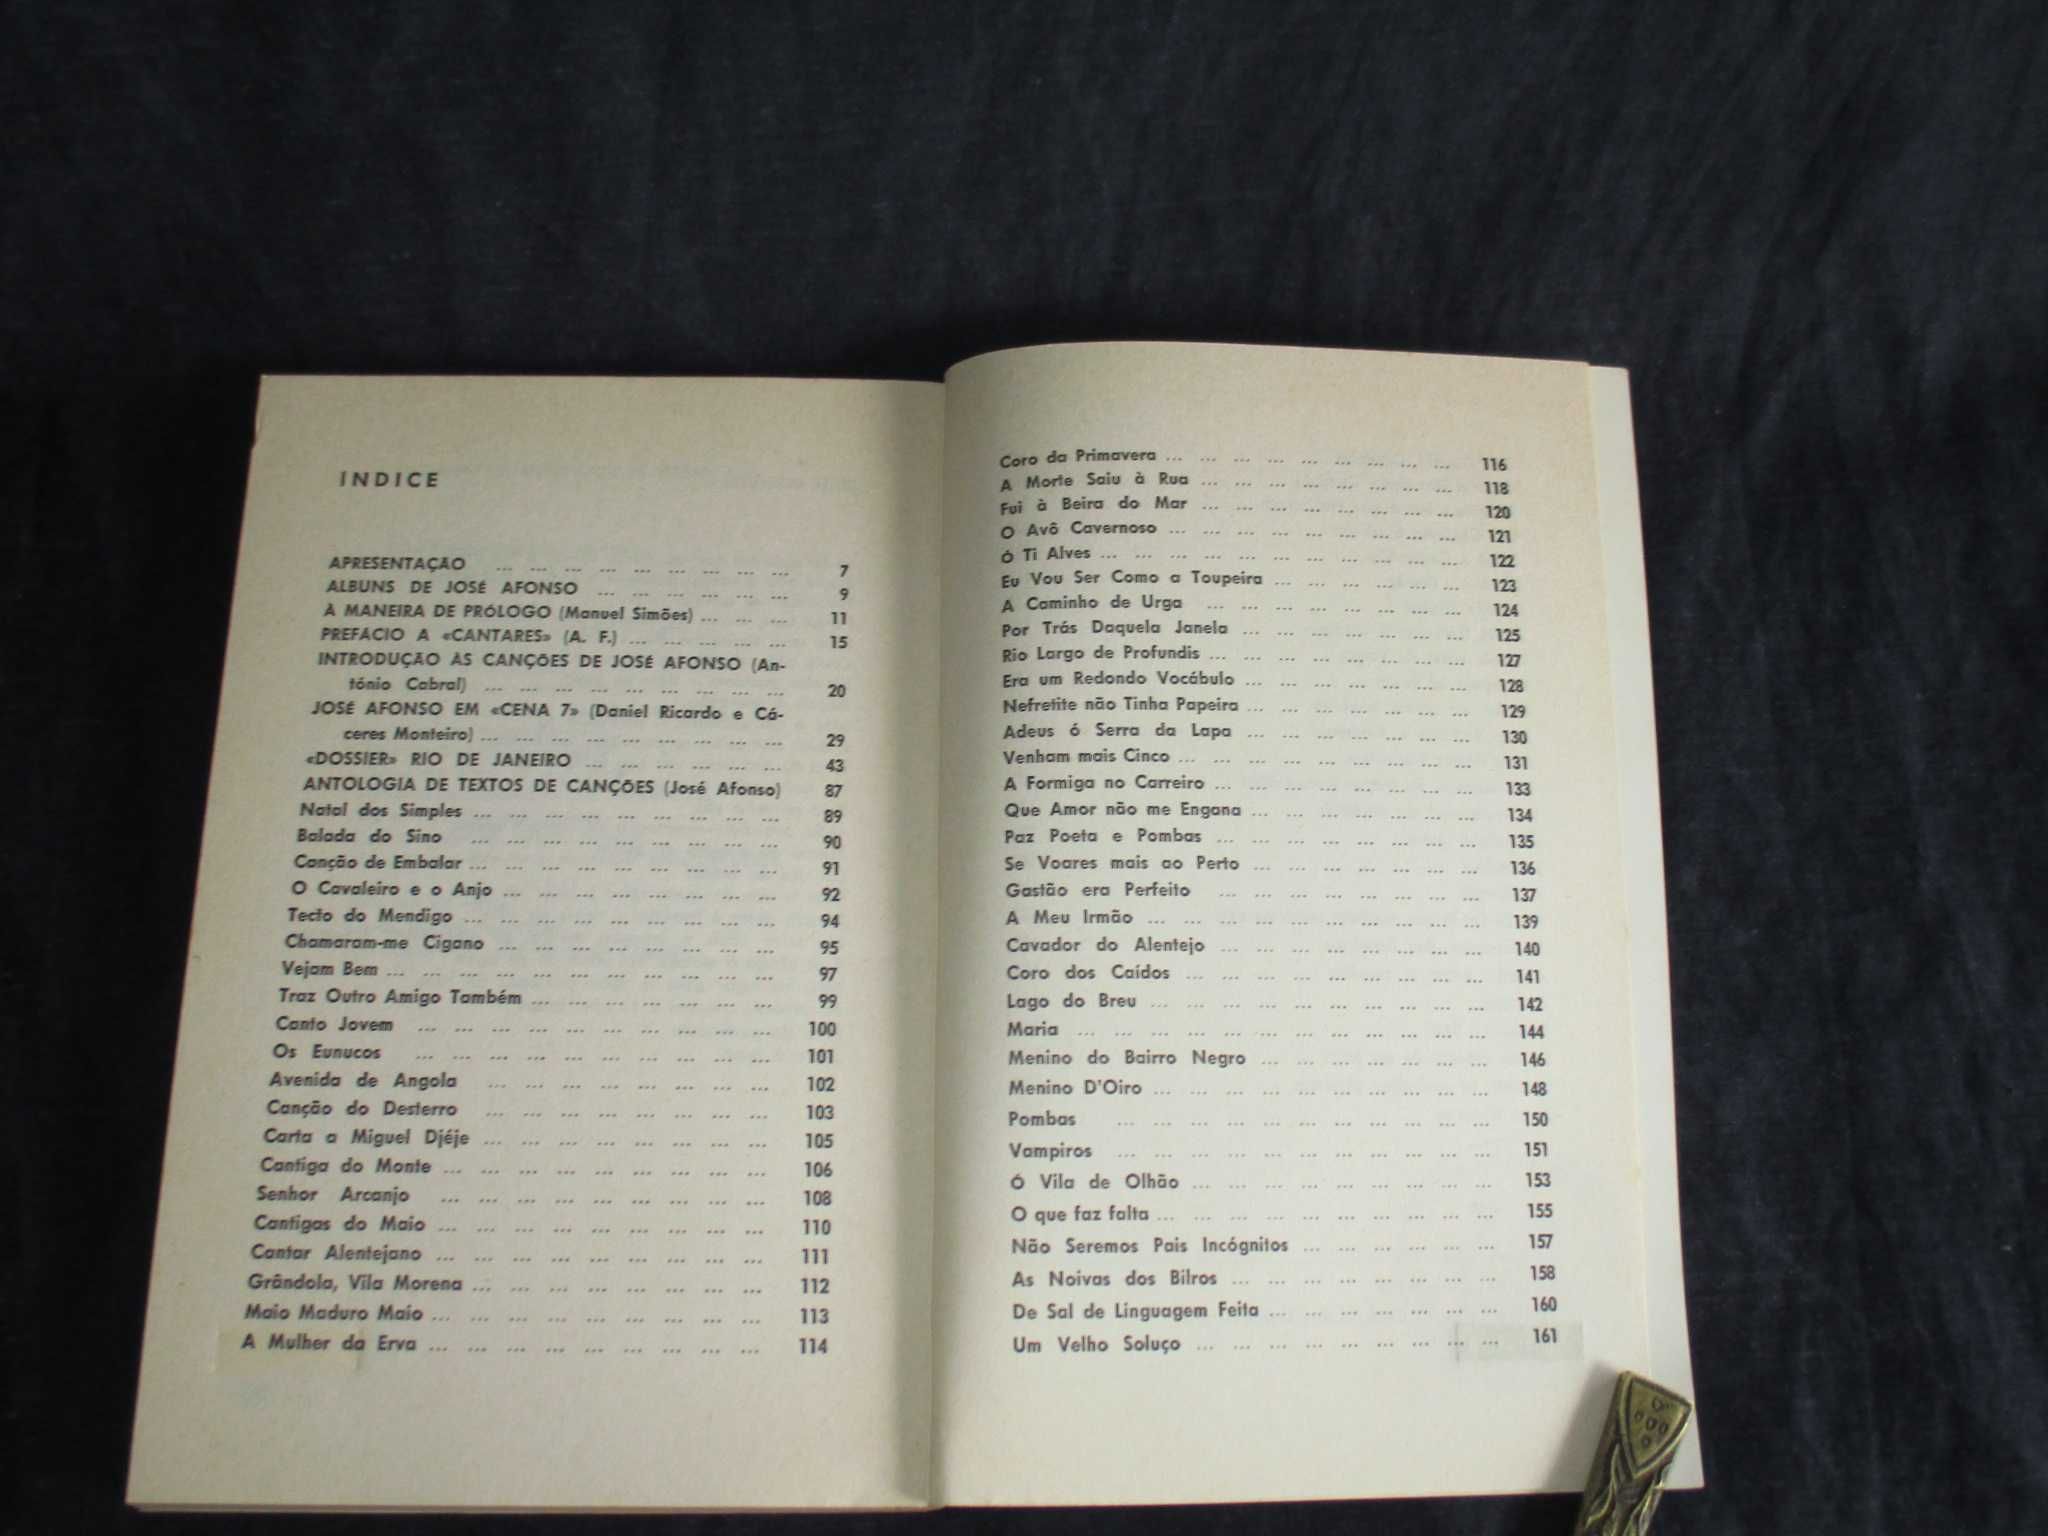 INDICE
APRESENTAÇÃO ... ... ... ... ... ... ... ... ... 7
ALBUNS DE JOSÉ AFONSO ... ... ... ... ... ... 9
À MANEIRA DE PRÓLOGO (Manuel Simões) ... ... ... 11
PREFACIO A «CANTARES» (A. F.) ... ... ... ... ... 15
INTRODUÇÃO ÀS CANÇÕES DE JOSÉ AFONSO (An-
tónio Cabral) ... ... ... ... ... ... ... ... ... 20
JOSÉ AFONSO EM «CENA 7» (Daniel Ricardo e Cá-
ceres Monteiro) ... ... ... ... ... ... ... ... ... 29
«DOSSIER» RIO DE JANEIRO ... ... ... ... ... ... 43
ANTOLOGIA DE TEXTOS DE CANÇÕES (José Afonso) 87
Natal dos Simples ... ... ... ... ... ... ... ... ... 89
Balada do Sino ... ... ... ... ... ... ... ... ... 90
Canção de Embalar ... ... ... ... ... ... ... ... ... 91
O Cavaleiro e o Anjo ... ... ... ... ... ... ... ... 92
Tecto do Mendigo ... ... ... ... ... ... ... ... ... 94
Chamaram-me Cigano ... ... ... ... ... ... ... ... 95
Vejam Bem ... ... ... ... ... ... ... ... ... ... ... 97
Traz Outro Amigo Também ... ... ... ... ... ... ... 99
Canto Jovem ... ... ... ... ... ... ... ... ... ... 100
Os Eunucos ... ... ... ... ... ... ... ... ... ... 101
Avenida de Angola ... ... ... ... ... ... ... ... 102
Canção do Desterro ... ... ... ... ... ... ... ... 103
Carta a Miguel Djéje ... ... ... ... ... ... ... ... 105
Cantiga do Monte ... ... ... ... ... ... ... ... ... 106
Senhor Arcanjo ... ... ... ... ... ... ... ... ... 108
Cantigas do Maio ... ... ... ... ... ... ... ... ... 110
Cantar Alentejano ... ... ... ... ... ... ... ... ... 111
Grândola, Vila Morena ... ... ... ... ... ... ... ... 112
Maio Maduro Maio ... ... ... ... ... ... ... ... ... 113
A Mulher da Erva ... ... ... ... ... ... ... ... ... 114
Coro da Primavera ... ... ... ... ... ... ... ... ... 116
A Morte Saiu à Rua ... ... ... ... ... ... ... ... 118
Fui à Beira do Mar ... ... ... ... ... ... ... ... 120
O Avô Cavernoso ... ... ... ... ... ... ... ... ... 121
Ó Ti Alves ... ... ... ... ... ... ... ... ... ... ... 122
Eu Vou Ser Como a Toupeira ... ... ... ... ... ... 123
A Caminho de Urga ... ... ... ... ... ... ... ... 124
Por Trás Daquela Janela ... ... ... ... ... ... ... 125
Rio Largo de Profundis ... ... ... ... ... ... ... ... 127
Era um Redondo Vocábulo ... ... ... ... ... ... ... 128
Nefretite não Tinha Papeira ... ... ... ... ... ... ... 129
Adeus ó Serra da Lapa ... ... ... ... ... ... ... 130
Venham mais Cinco ... ... ... ... ... ... ... ... ... 131
A Formiga no Carreiro ... ... ... ... ... ... ... ... 133
Que Amor não me Engana ... ... ... ... ... ... ... 134
Paz Poeta e Pombas ... ... ... ... ... ... ... ... 135
Se Voares mais ao Perto ... ... ... ... ... ... ... 136
Gastão era Perfeito ... ... ... ... ... ... ... ... 137
A Meu Irmão ... ... ... ... ... ... ... ... ... ... 139
Cavador do Alentejo ... ... ... ... ... ... ... ... 140
Coro dos Caídos ... ... ... ... ... ... ... ... ... 141
Lago do Breu ... ... ... ... ... ... ... ... ... ... 142
Maria ... ... ... ... ... ... ... ... ... ... ... ... 144
Menino do Bairro Negro ... ... ... ... ... ... ... 146
Menino D'Oiro ... ... ... ... ... ... ... ... ... ... 148
Pombas ... ... ... ... ... ... ... ... ... ... ... 150
Vampiros ... ... ... ... ... ... ... ... ... ... ... 151
Ó Vila de Olhão ... ... ... ... ... ... ... ... ... 153
O que faz falta ... ... ... ... ... ... ... ... ... ... 155
Não Seremos Pais Incógnitos ... ... ... ... ... ... 157
As Noivas dos Bilros ... ... ... ... ... ... ... ... 158
De Sal de Linguagem Feita ... ... ... ... ... ... ... 160
Um Velho Soluço ... ... ... ... ... ... ... ... ... 161